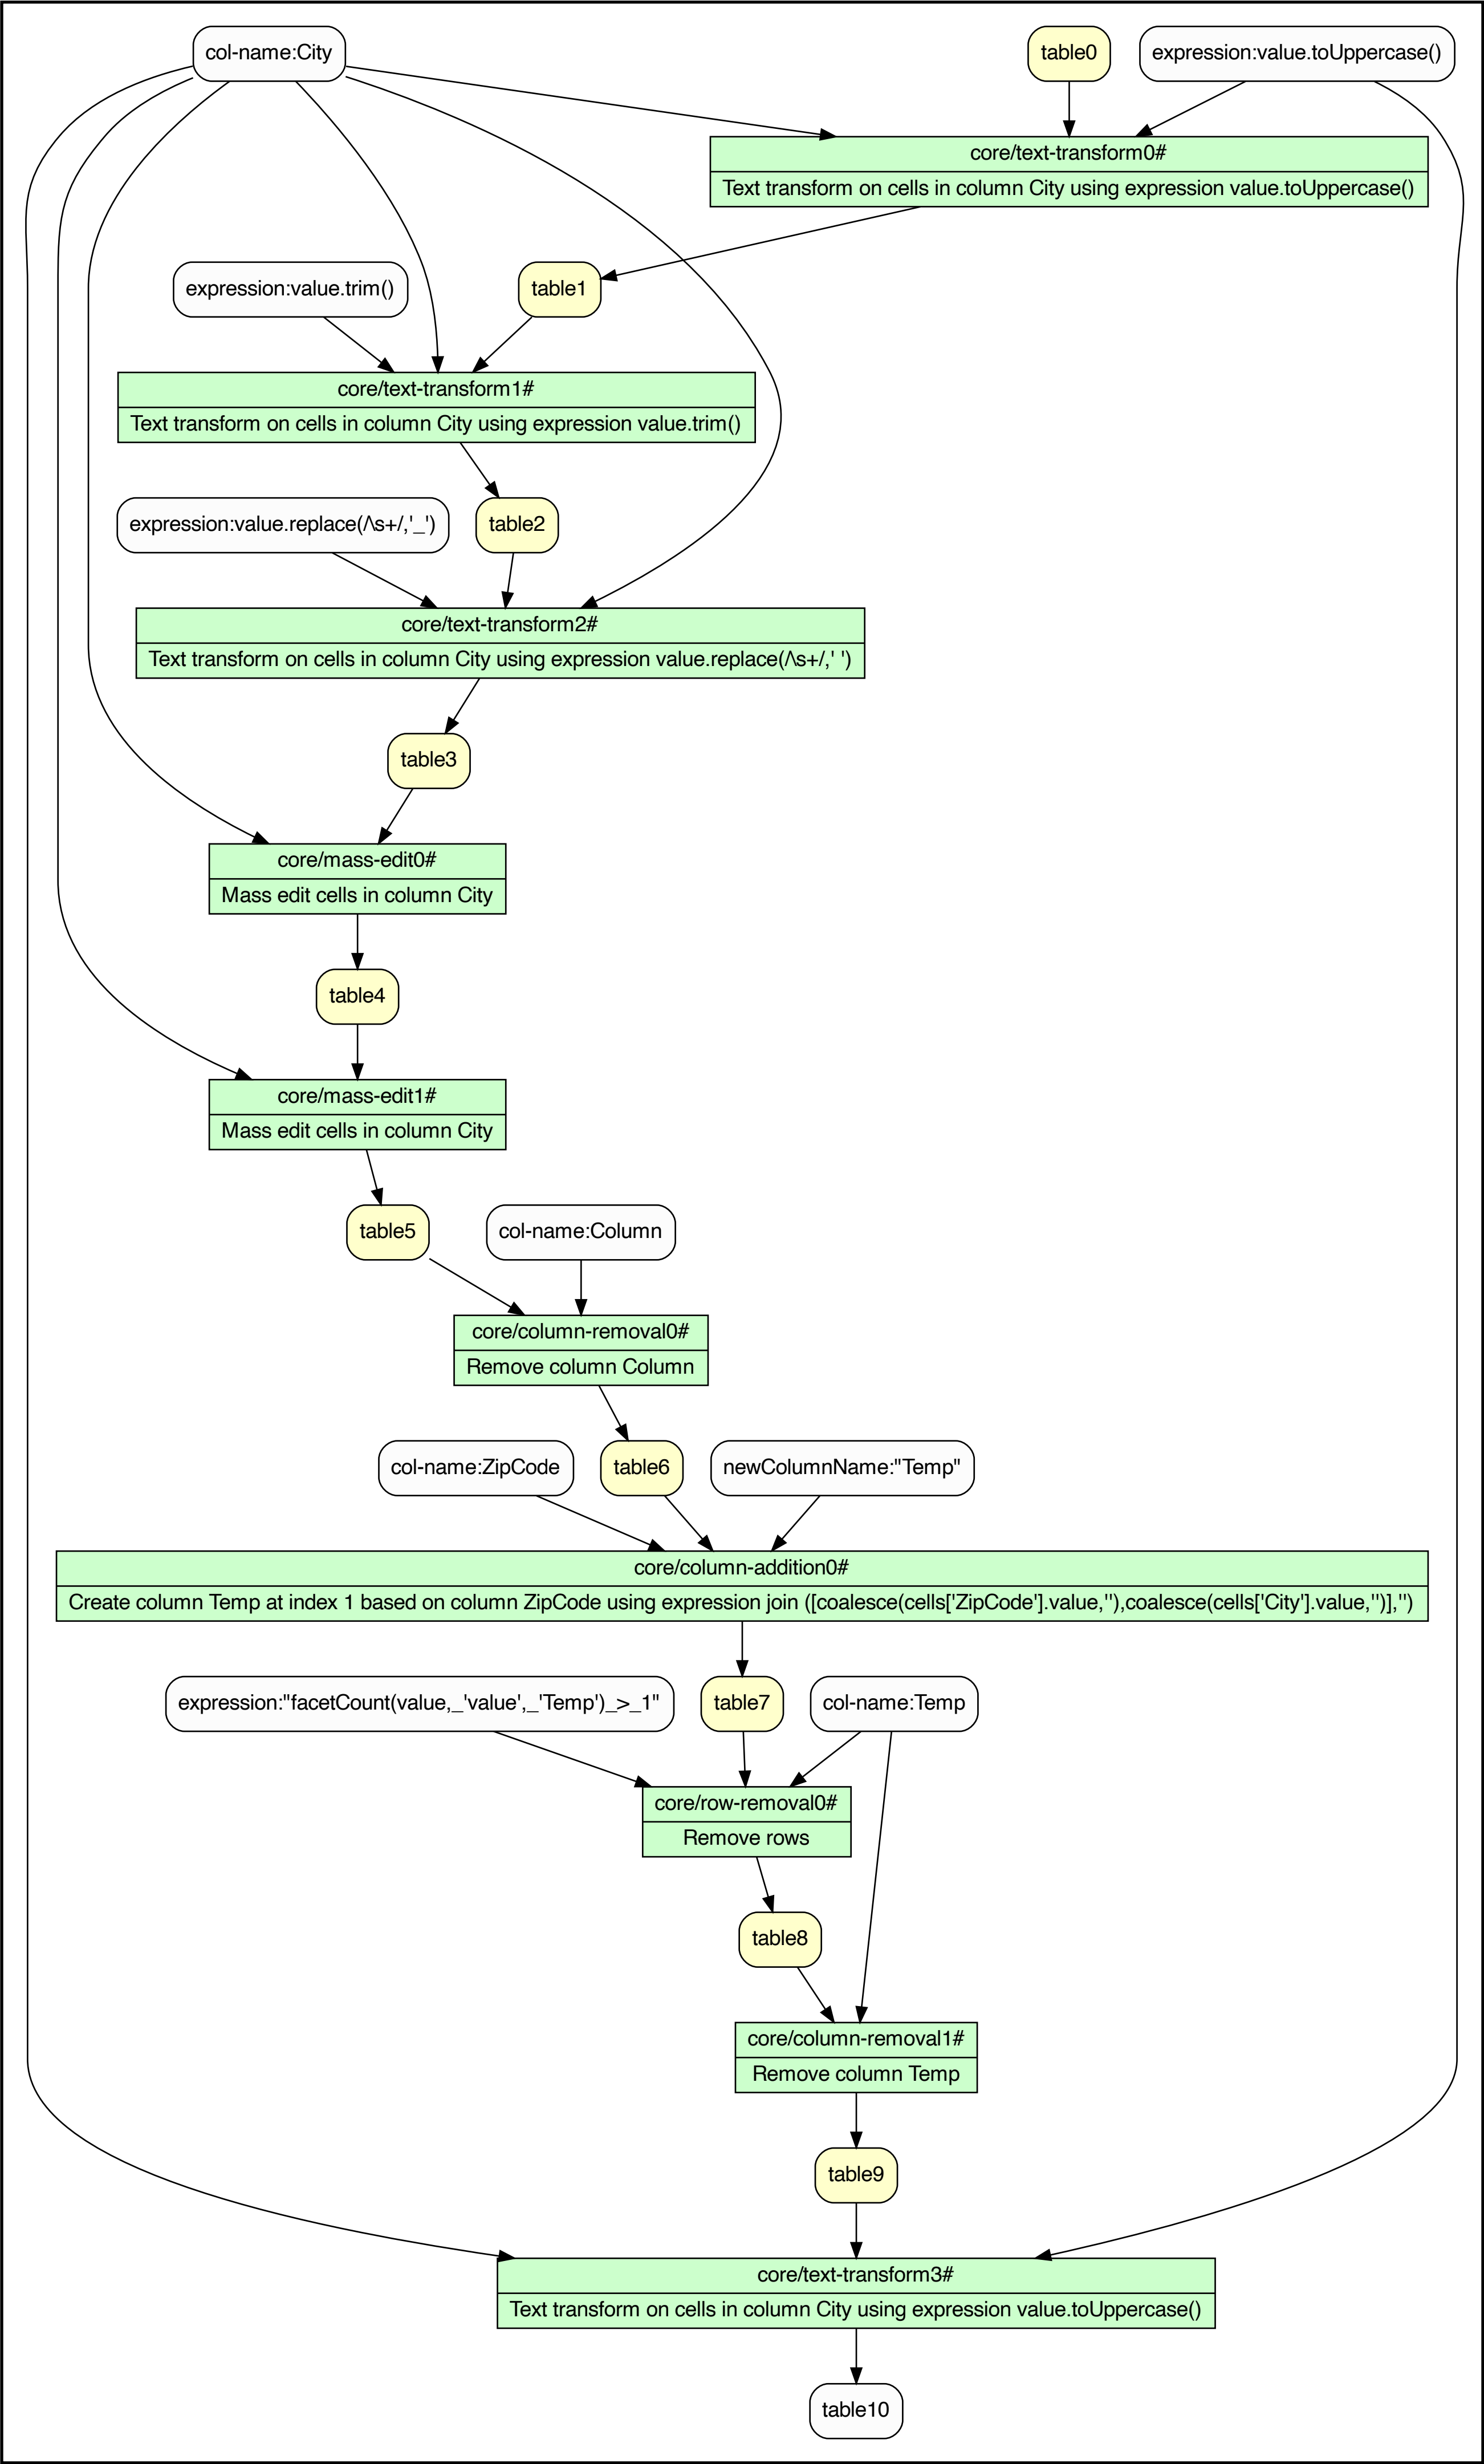 col-name:City
table0
expression:value.toUppercase()
core/text-transform0#
Text transform on cells in column City using expression value.toUppercase()
expression:value.trim()
table1
core/text-transform1#
Text transform on cells in column City using expression value.trim()
expression:value.replace(/\s+/,'_')
table2
core/text-transform2#
Text transform on cells in column City using expression value.replace(/\s+/,' ')
table3
core/mass-edit0#
Mass edit cells in column City
table4
core/mass-edit1#
Mass edit cells in column City
table5
col-name:Column
core/column-removal0#
Remove column Column
col-name:ZipCode
table6
newColumnName:"Temp"
core/column-addition0#
Create column Temp at index 1 based on column ZipCode using expression join ([coalesce(cells['ZipCode'].value,''),coalesce(cells['City'].value,'')],'')
expression:"facetCount(value,_'value',_'Temp')_>_1"
table7
col-name:Temp
core/row-removal0#
Remove rows
table8
core/column-removal1#
Remove column Temp
table9
core/text-transform3#
Text transform on cells in column City using expression value.toUppercase()
table10